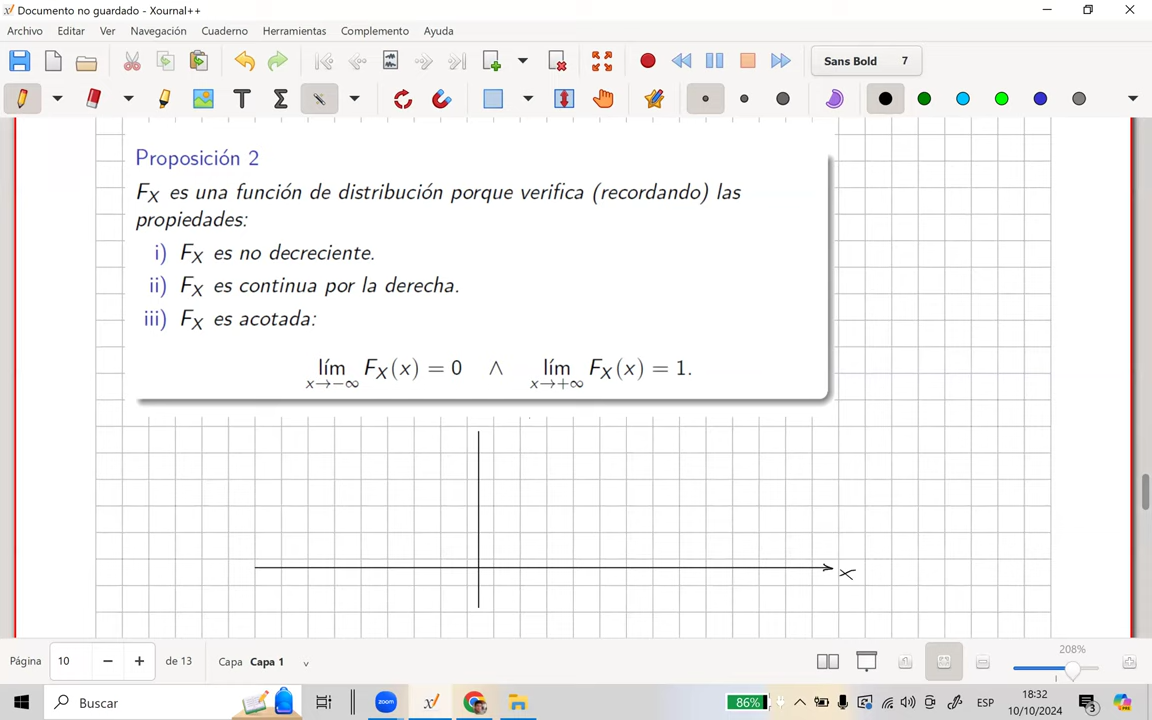 Documento no guardado - Xournal++
Archivo Editar Ver Navegación Cuaderno Herramientas Complemento Ayuda
Sans Bold 7
Proposición 2
F_X es una función de distribución porque verifica (recordando) las
propiedades:
i) F_X es no decreciente.
ii) F_X es continua por la derecha.
iii) F_X es acotada:
lím_{x→−∞} F_X(x) = 0 ∧ lím_{x→+∞} F_X(x) = 1.
x
Página 10 de 13 Capa Capa 1
208%
Buscar
zoom
86%
ESP
18:32
10/10/2024
3